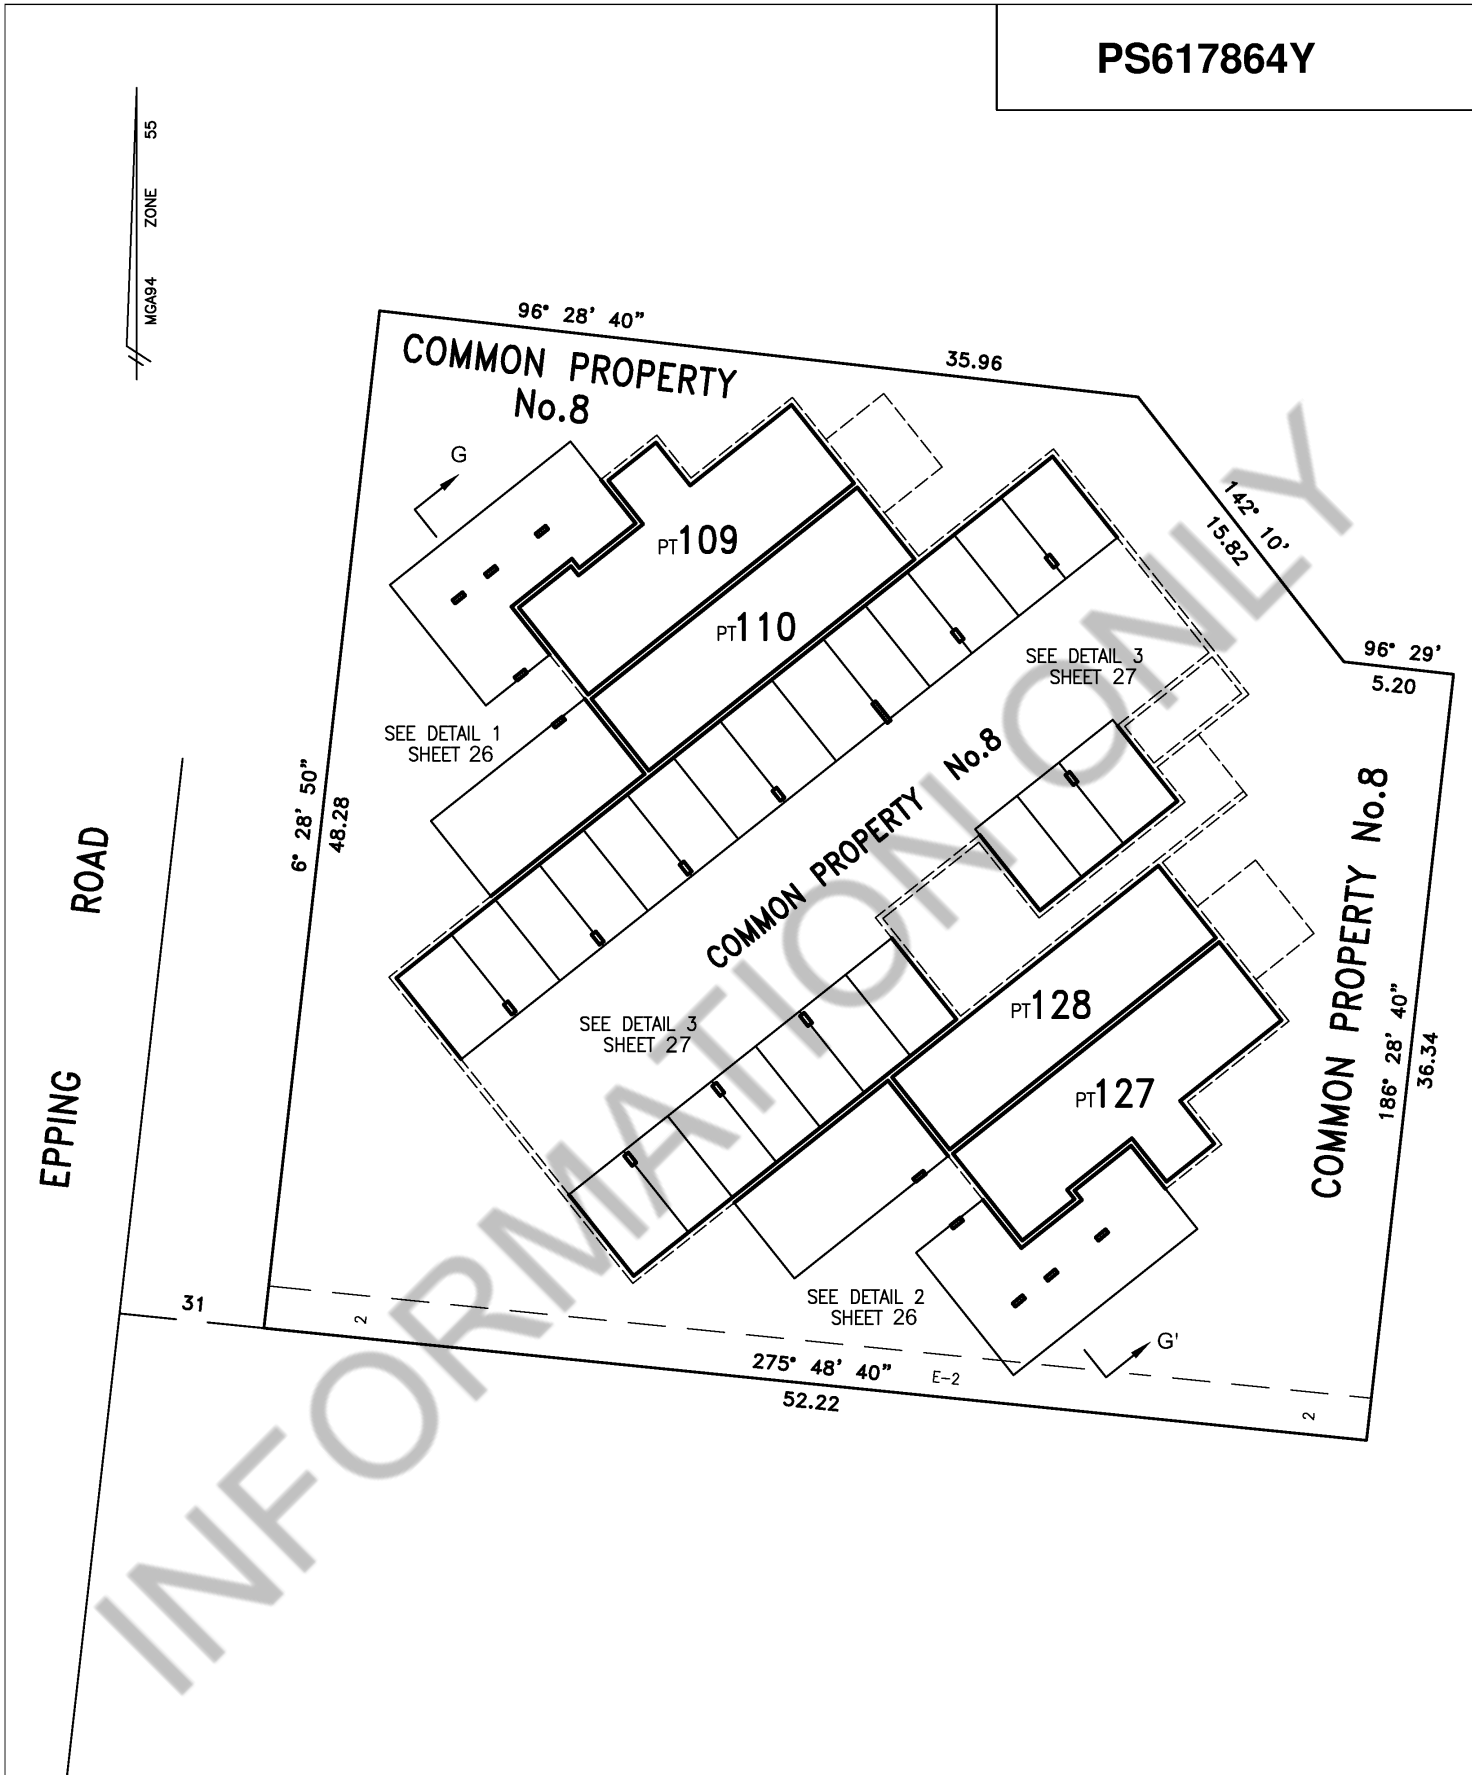 PS617864Y
MGA94 ZONE 55
96° 28' 40"
35.96
COMMON PROPERTY
No.8
G
142° 10'
15.82
PT109
PT110
96° 29'
5.20
SEE DETAIL 3
SHEET 27
SEE DETAIL 1
SHEET 26
6° 28' 50"
48.28
COMMON PROPERTY No.8
COMMON PROPERTY No.8
186° 28' 40"
36.34
EPPING ROAD
SEE DETAIL 3
SHEET 27
PT128
PT127
SEE DETAIL 2
SHEET 26
31
2
G'
275° 48' 40"
E-2
52.22
2
INFORMATION ONLY